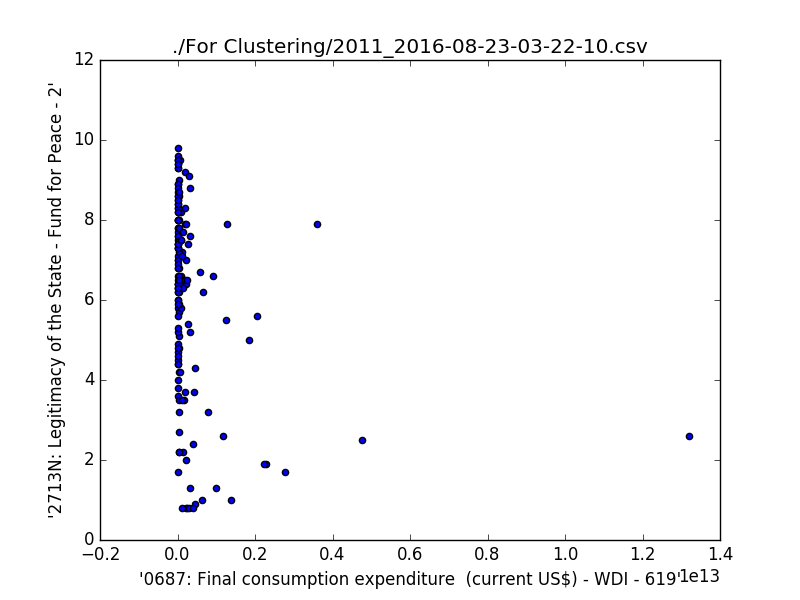 ./For Clustering/2011_2016-08-23-03-22-10.csv
12
10
8
6
4
2
0
'2713N: Legitimacy of the State - Fund for Peace - 2'
−0.2 0.0 0.2 0.4 0.6 0.8 1.0 1.2 1.4
'0687: Final consumption expenditure  (current US$) - WDI - 619'
1e13